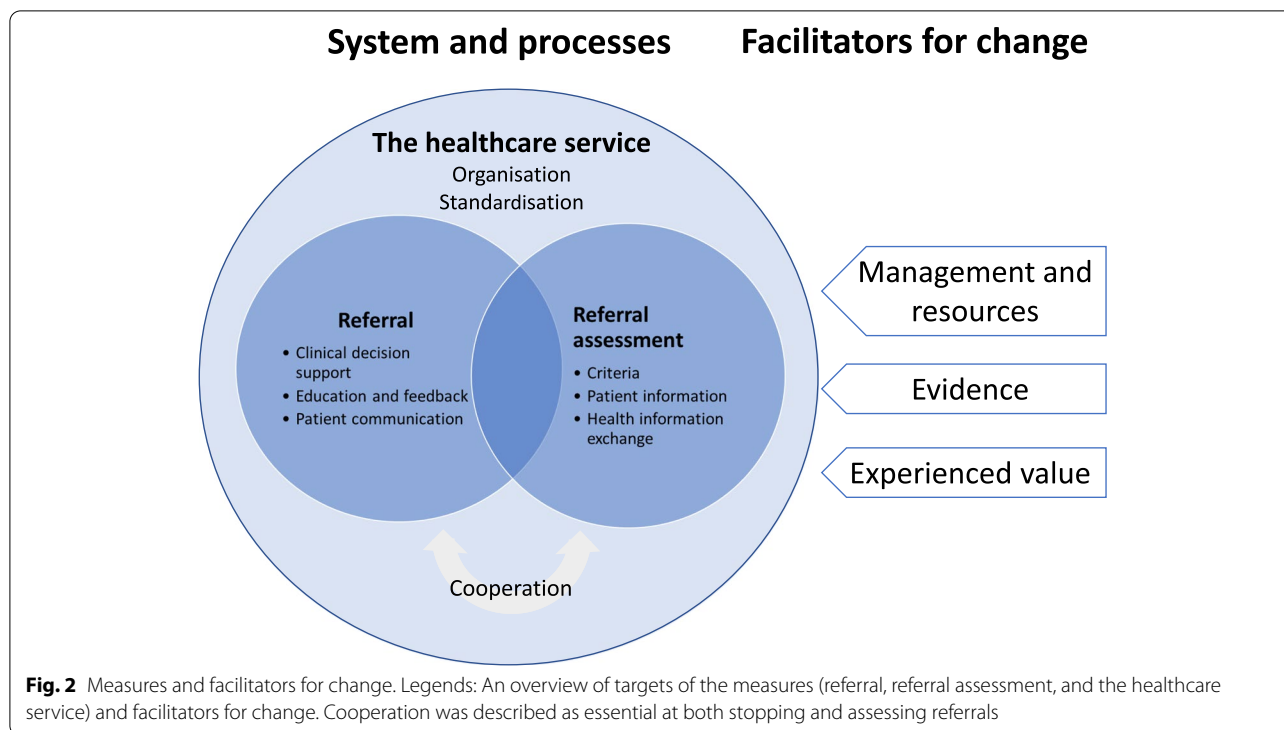 System and processes
Facilitators for change
The healthcare service
Organisation
Standardisation
Referral
• Clinical decision
support
• Education and feedback
• Patient communication
Referral
assessment
• Criteria
• Patient information
• Health information
exchange
Cooperation
Management and
resources
Evidence
Experienced value
Fig. 2 Measures and facilitators for change. Legends: An overview of targets of the measures (referral, referral assessment, and the healthcare
service) and facilitators for change. Cooperation was described as essential at both stopping and assessing referrals